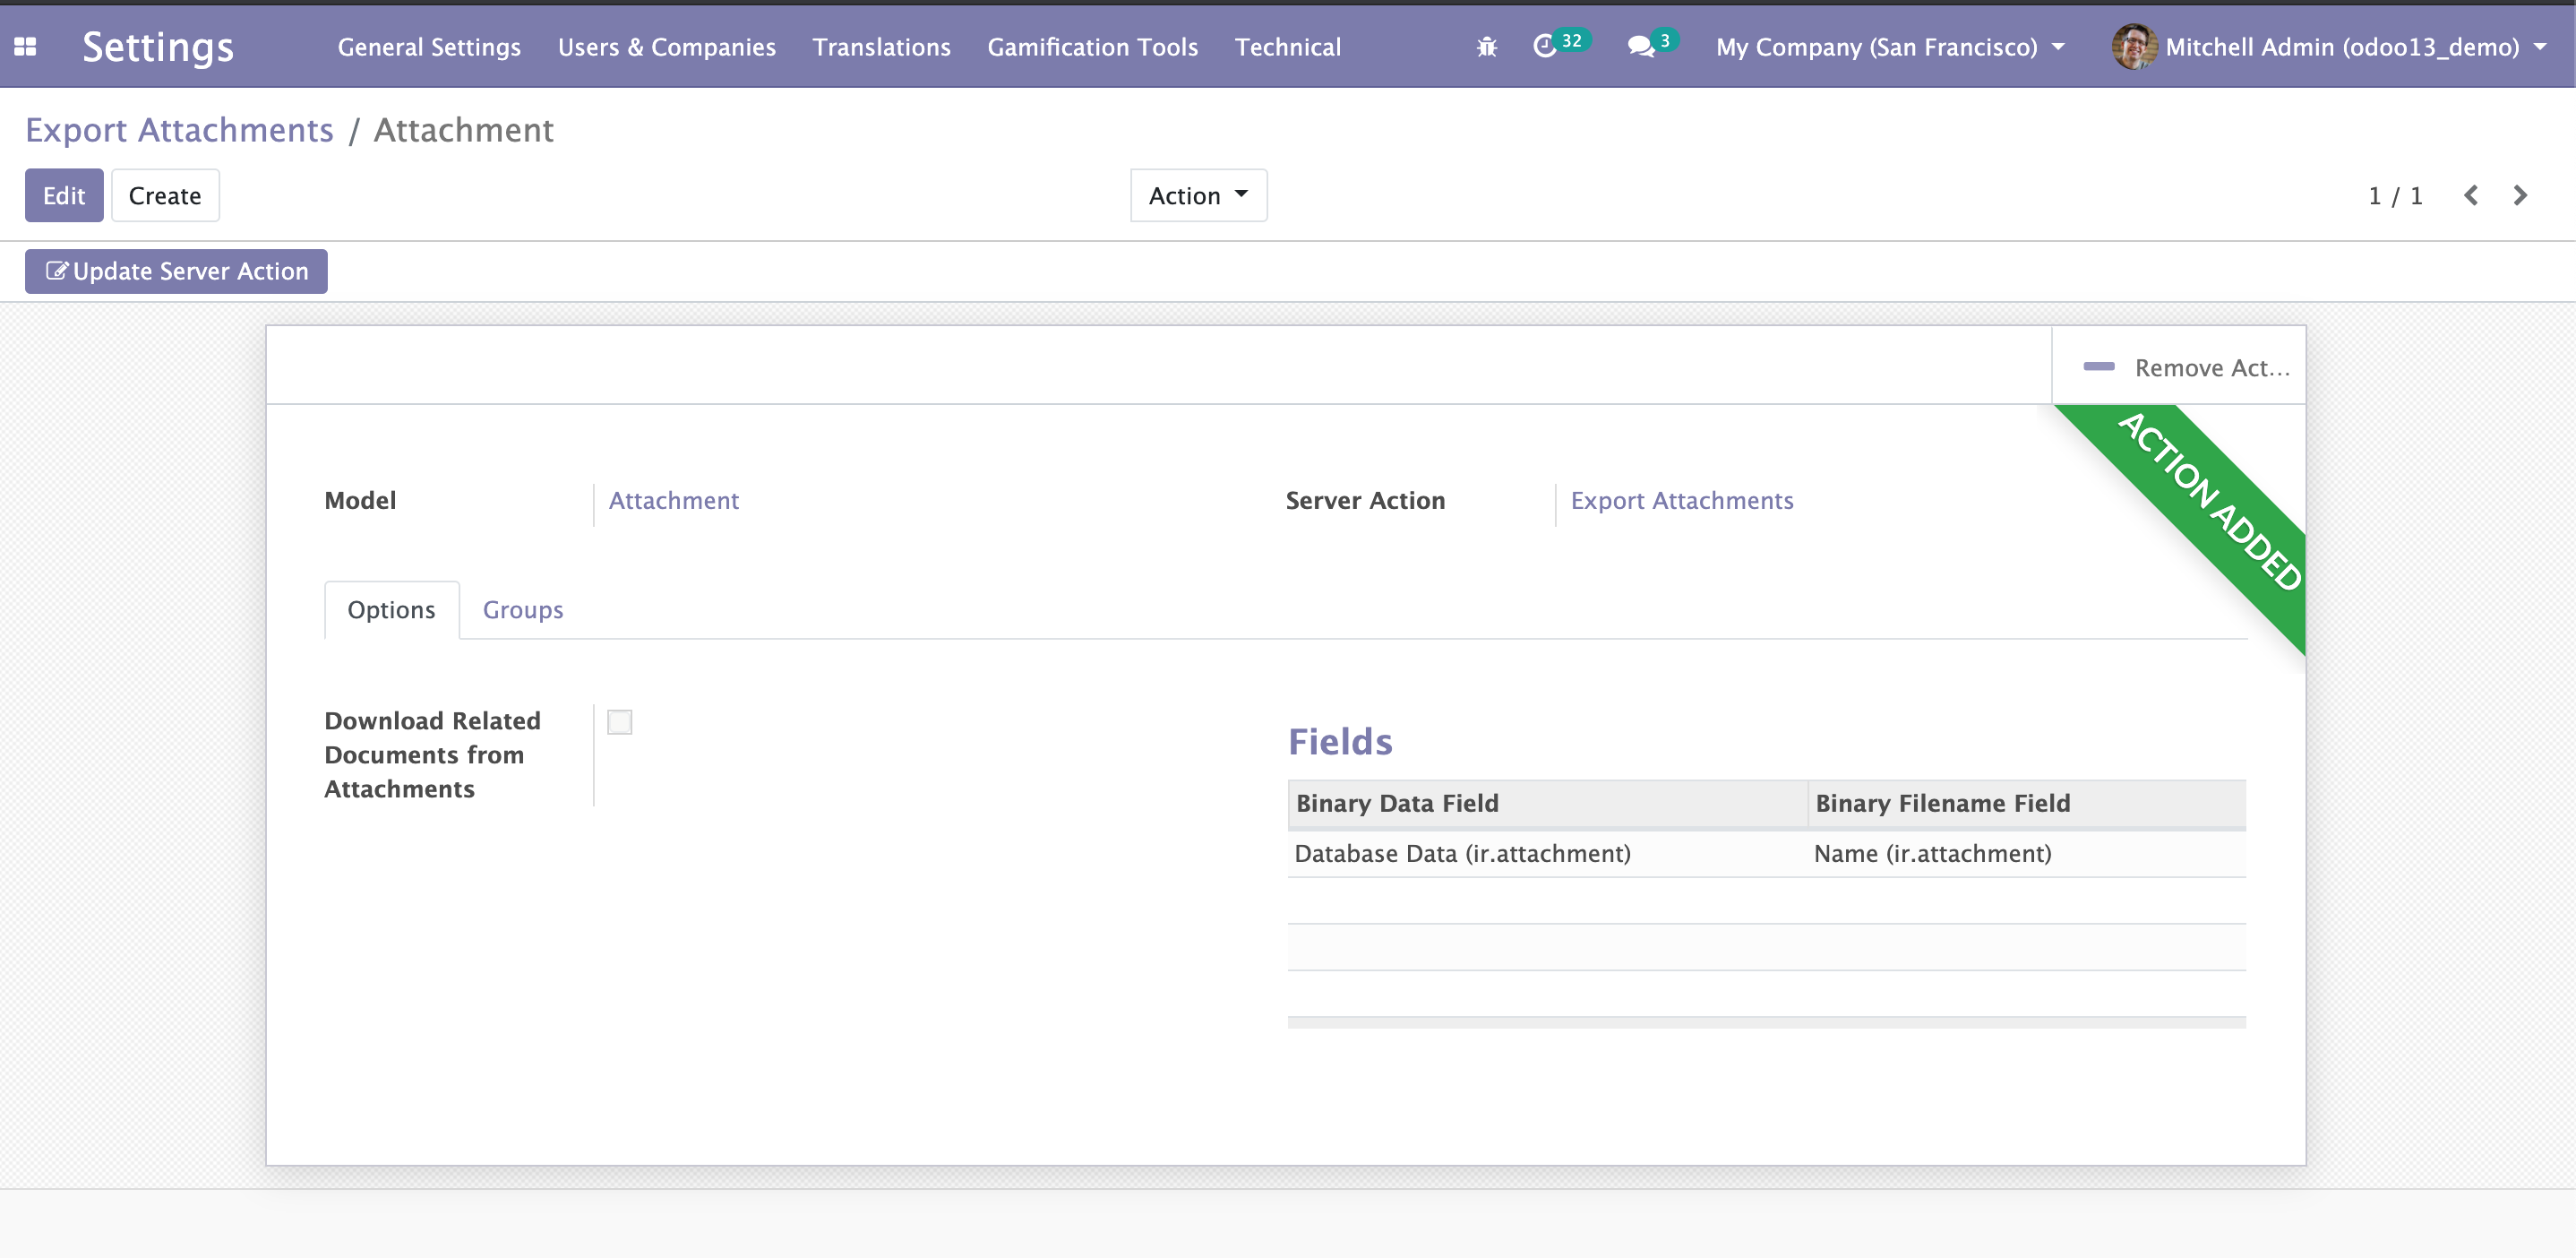 Settings General Settings Users & Companies Translations Gamification Tools Technical 32 3 My Company (San Francisco) Mitchell Admin (odoo13_demo)
Export Attachments / Attachment
Edit Create Action 1 / 1
Update Server Action
Remove Act...
ACTION ADDED
Model Attachment Server Action Export Attachments
Options Groups
Download Related
Documents from
Attachments
Fields
Binary Data Field Binary Filename Field
Database Data (ir.attachment) Name (ir.attachment)